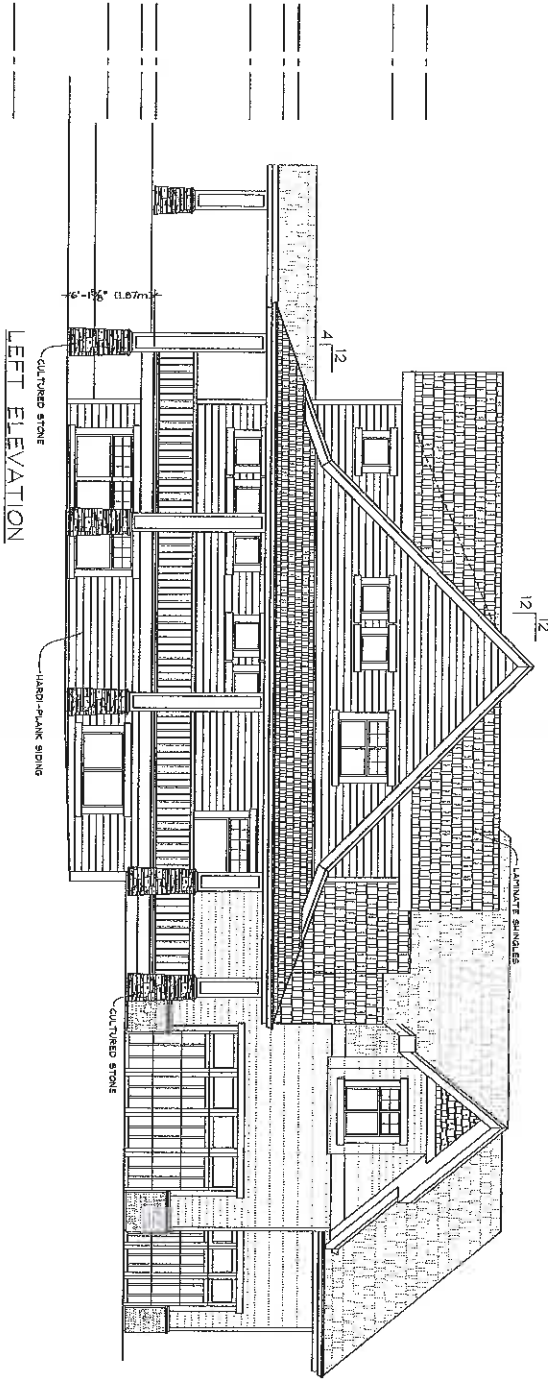 12
12
LAMINATE SHINGLES
4
12
6'-1⅝" (1.87m)
CULTURED STONE
HARDI-PLANK SIDING
CULTURED STONE
LEFT ELEVATION